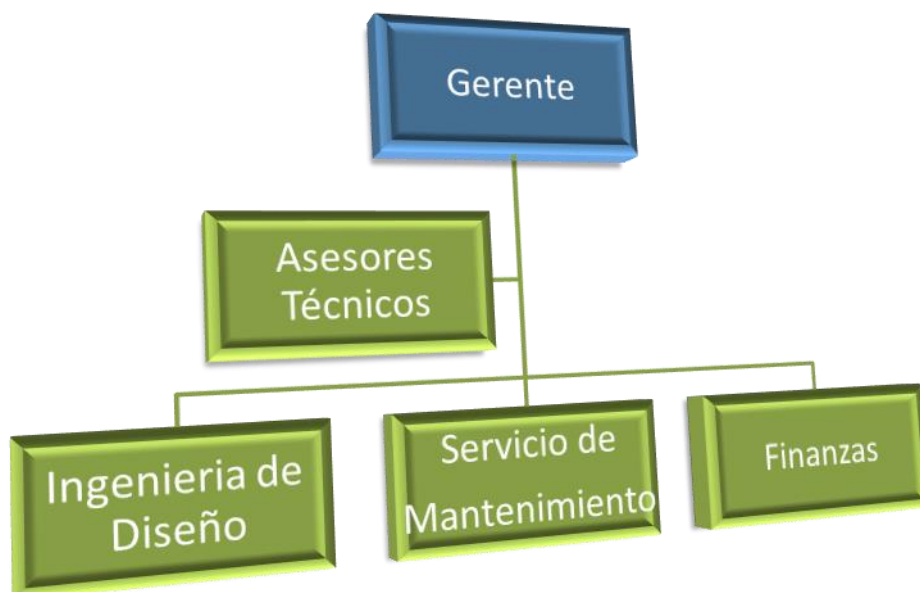 Gerente
Asesores
Técnicos
Ingenieria de
Diseño
Servicio de
Mantenimiento
Finanzas